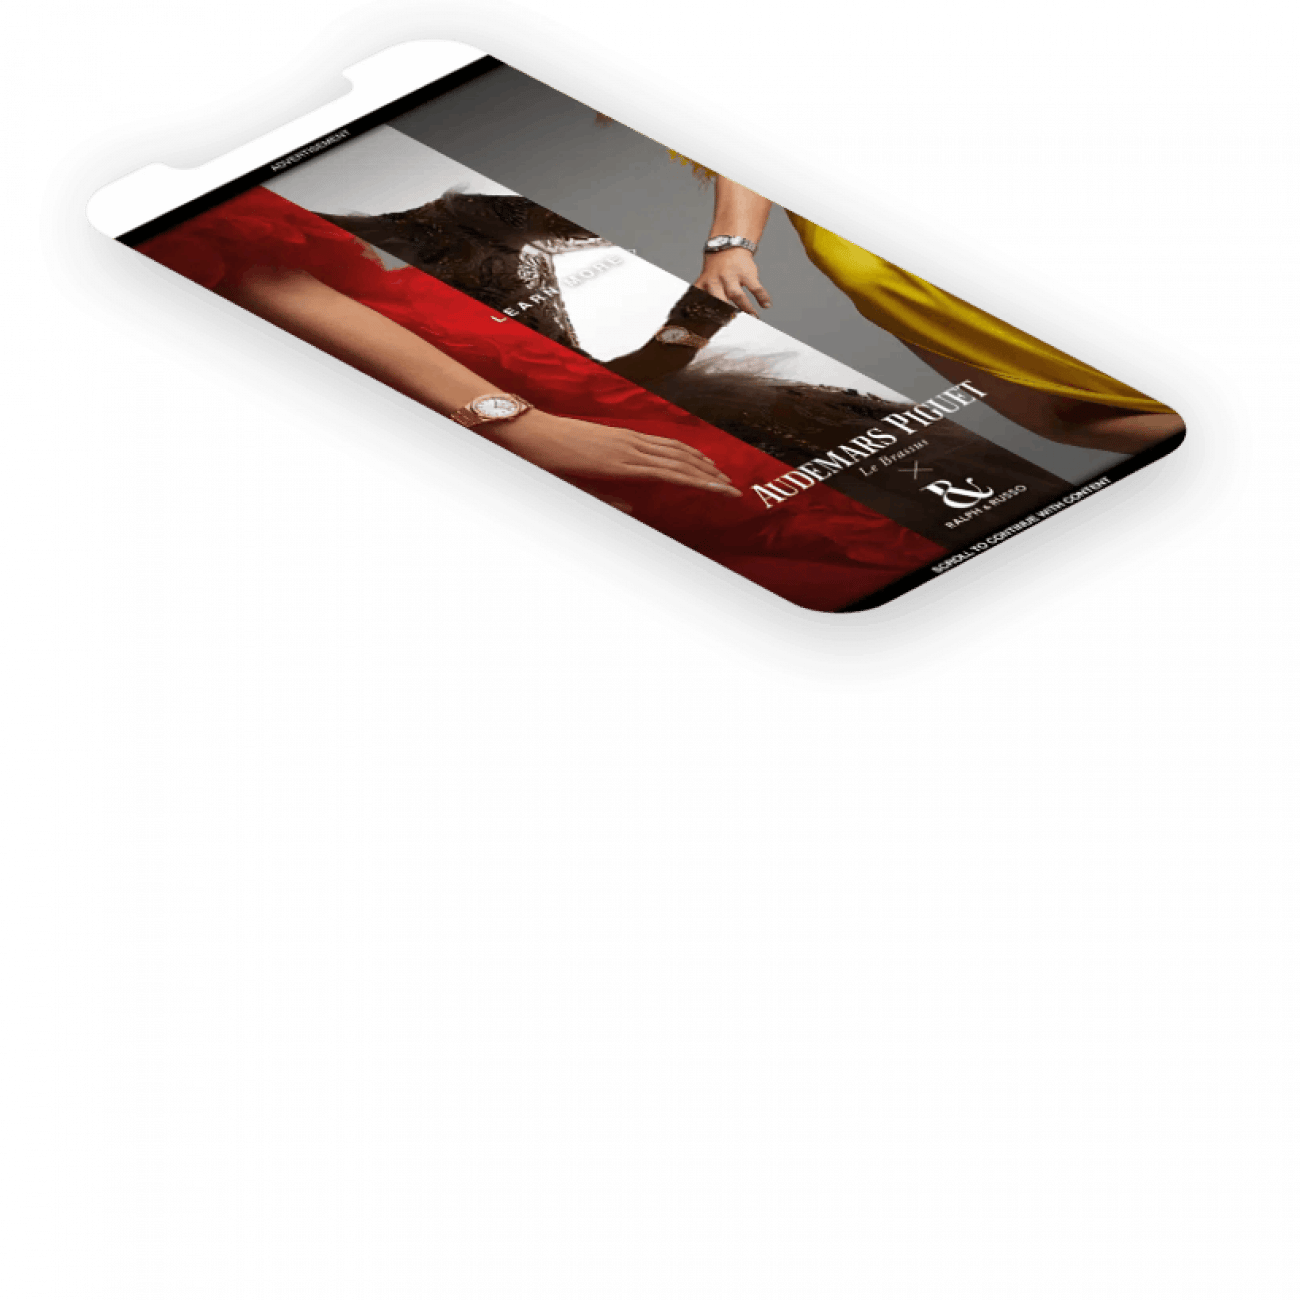 ADVERTISEMENT
LEARN MORE >
AUDEMARS PIGUET
Le Brassus
R&
RALPH & RUSSO
SCROLL TO CONTINUE WITH CONTENT